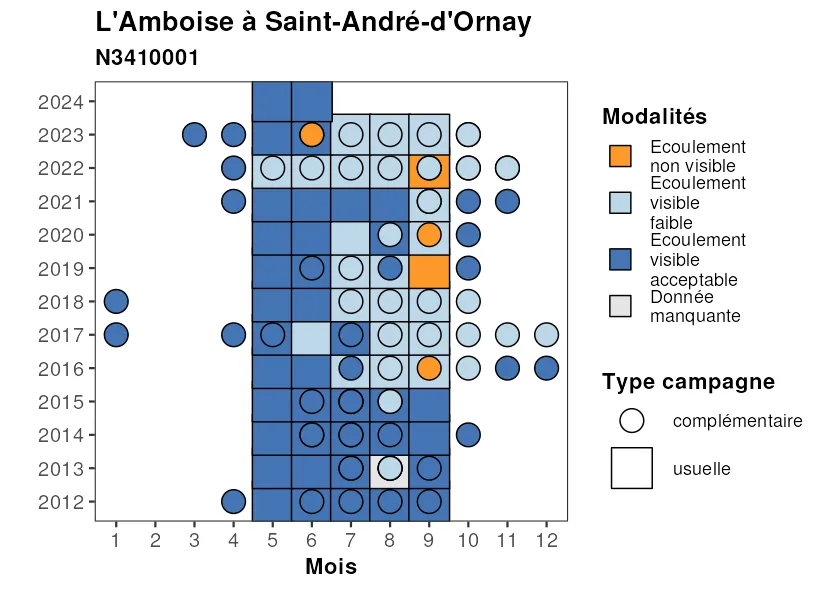 L'Amboise à Saint-André-d'Ornay
N3410001
2024
2023
2022
2021
2020
2019
2018
2017
2016
2015
2014
2013
2012
1 2 3 4 5 6 7 8 9 10 11 12
Mois
Modalités
Ecoulement
non visible
Ecoulement
visible
faible
Ecoulement
visible
acceptable
Donnée
manquante
Type campagne
complémentaire
usuelle